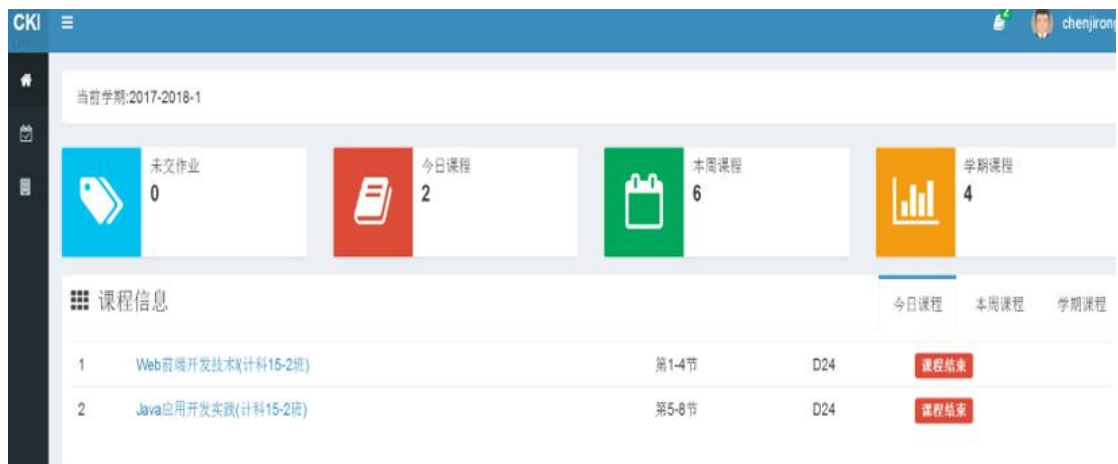 CKI
2
chenjirong
当前学期:2017-2018-1
未交作业
0
今日课程
2
本周课程
6
学期课程
4
课程信息
今日课程 本周课程 学期课程
1 Web前端开发技术\(计科15-2班) 第1-4节 D24 课程结束
2 Java应用开发实践(计科15-2班) 第5-8节 D24 课程结束